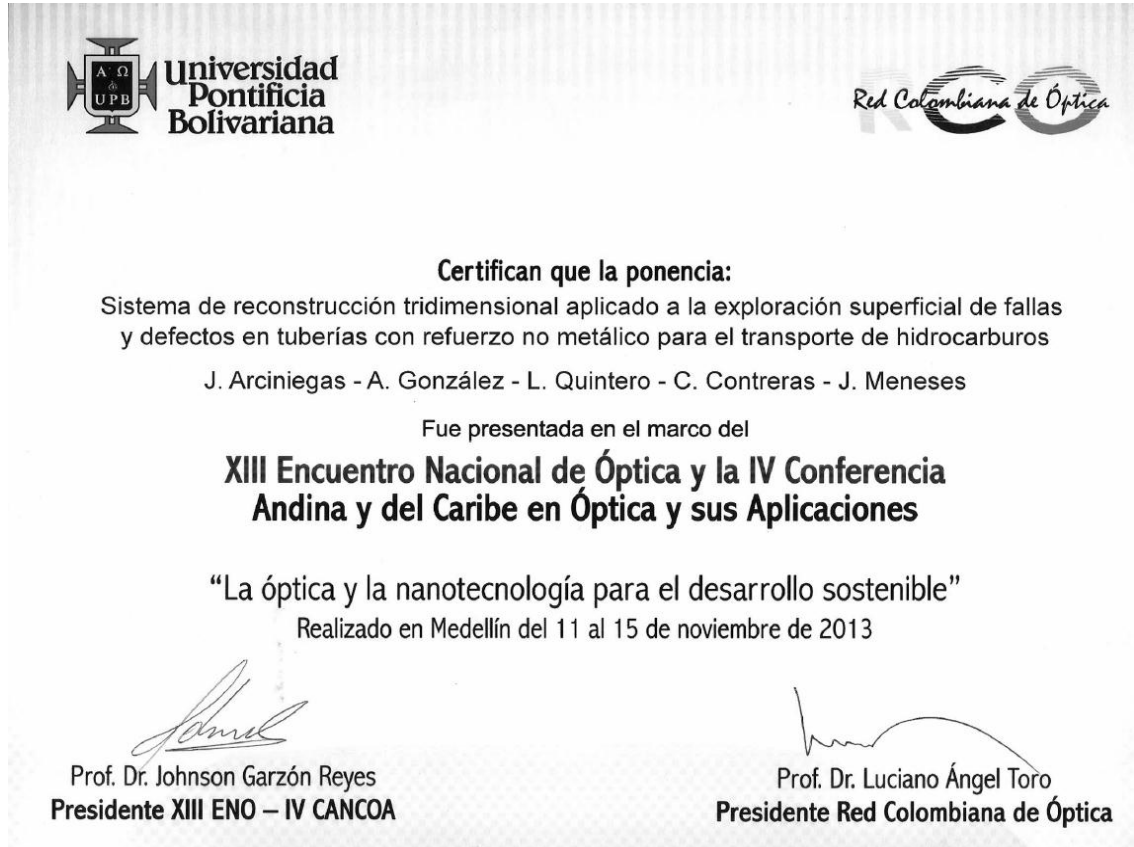 Α Ω
&
UPB
Universidad
Pontificia
Bolivariana
RCO
Red Colombiana de Óptica
Certifican que la ponencia:
Sistema de reconstrucción tridimensional aplicado a la exploración superficial de fallas
y defectos en tuberías con refuerzo no metálico para el transporte de hidrocarburos
J. Arciniegas - A. González - L. Quintero - C. Contreras - J. Meneses
Fue presentada en el marco del
XIII Encuentro Nacional de Óptica y la IV Conferencia
Andina y del Caribe en Óptica y sus Aplicaciones
“La óptica y la nanotecnología para el desarrollo sostenible”
Realizado en Medellín del 11 al 15 de noviembre de 2013
Prof. Dr. Johnson Garzón Reyes
Presidente XIII ENO – IV CANCOA
Prof. Dr. Luciano Ángel Toro
Presidente Red Colombiana de Óptica